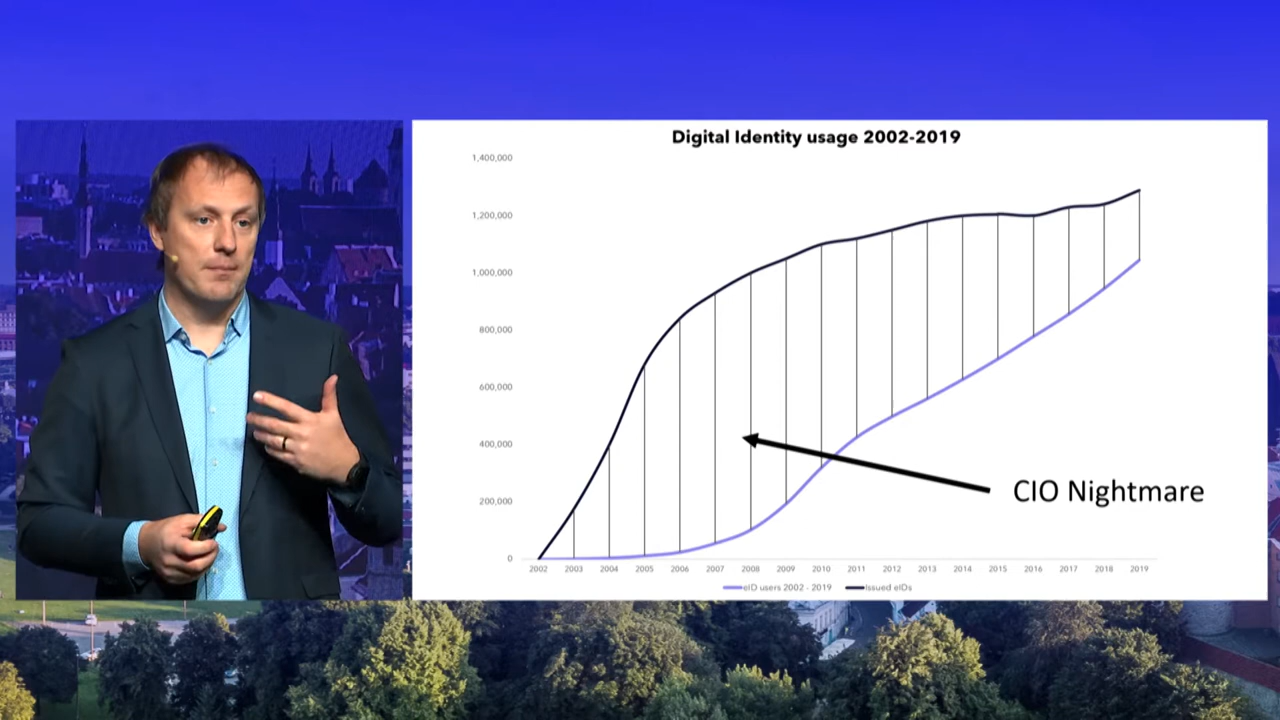 Digital Identity usage 2002-2019
1,400,000
1,200,000
1,000,000
800,000
600,000
400,000
200,000
0
CIO Nightmare
2002 2003 2004 2005 2006 2007 2008 2009 2010 2011 2012 2013 2014 2015 2016 2017 2018 2019
eID users 2002 - 2019 Issued eIDs